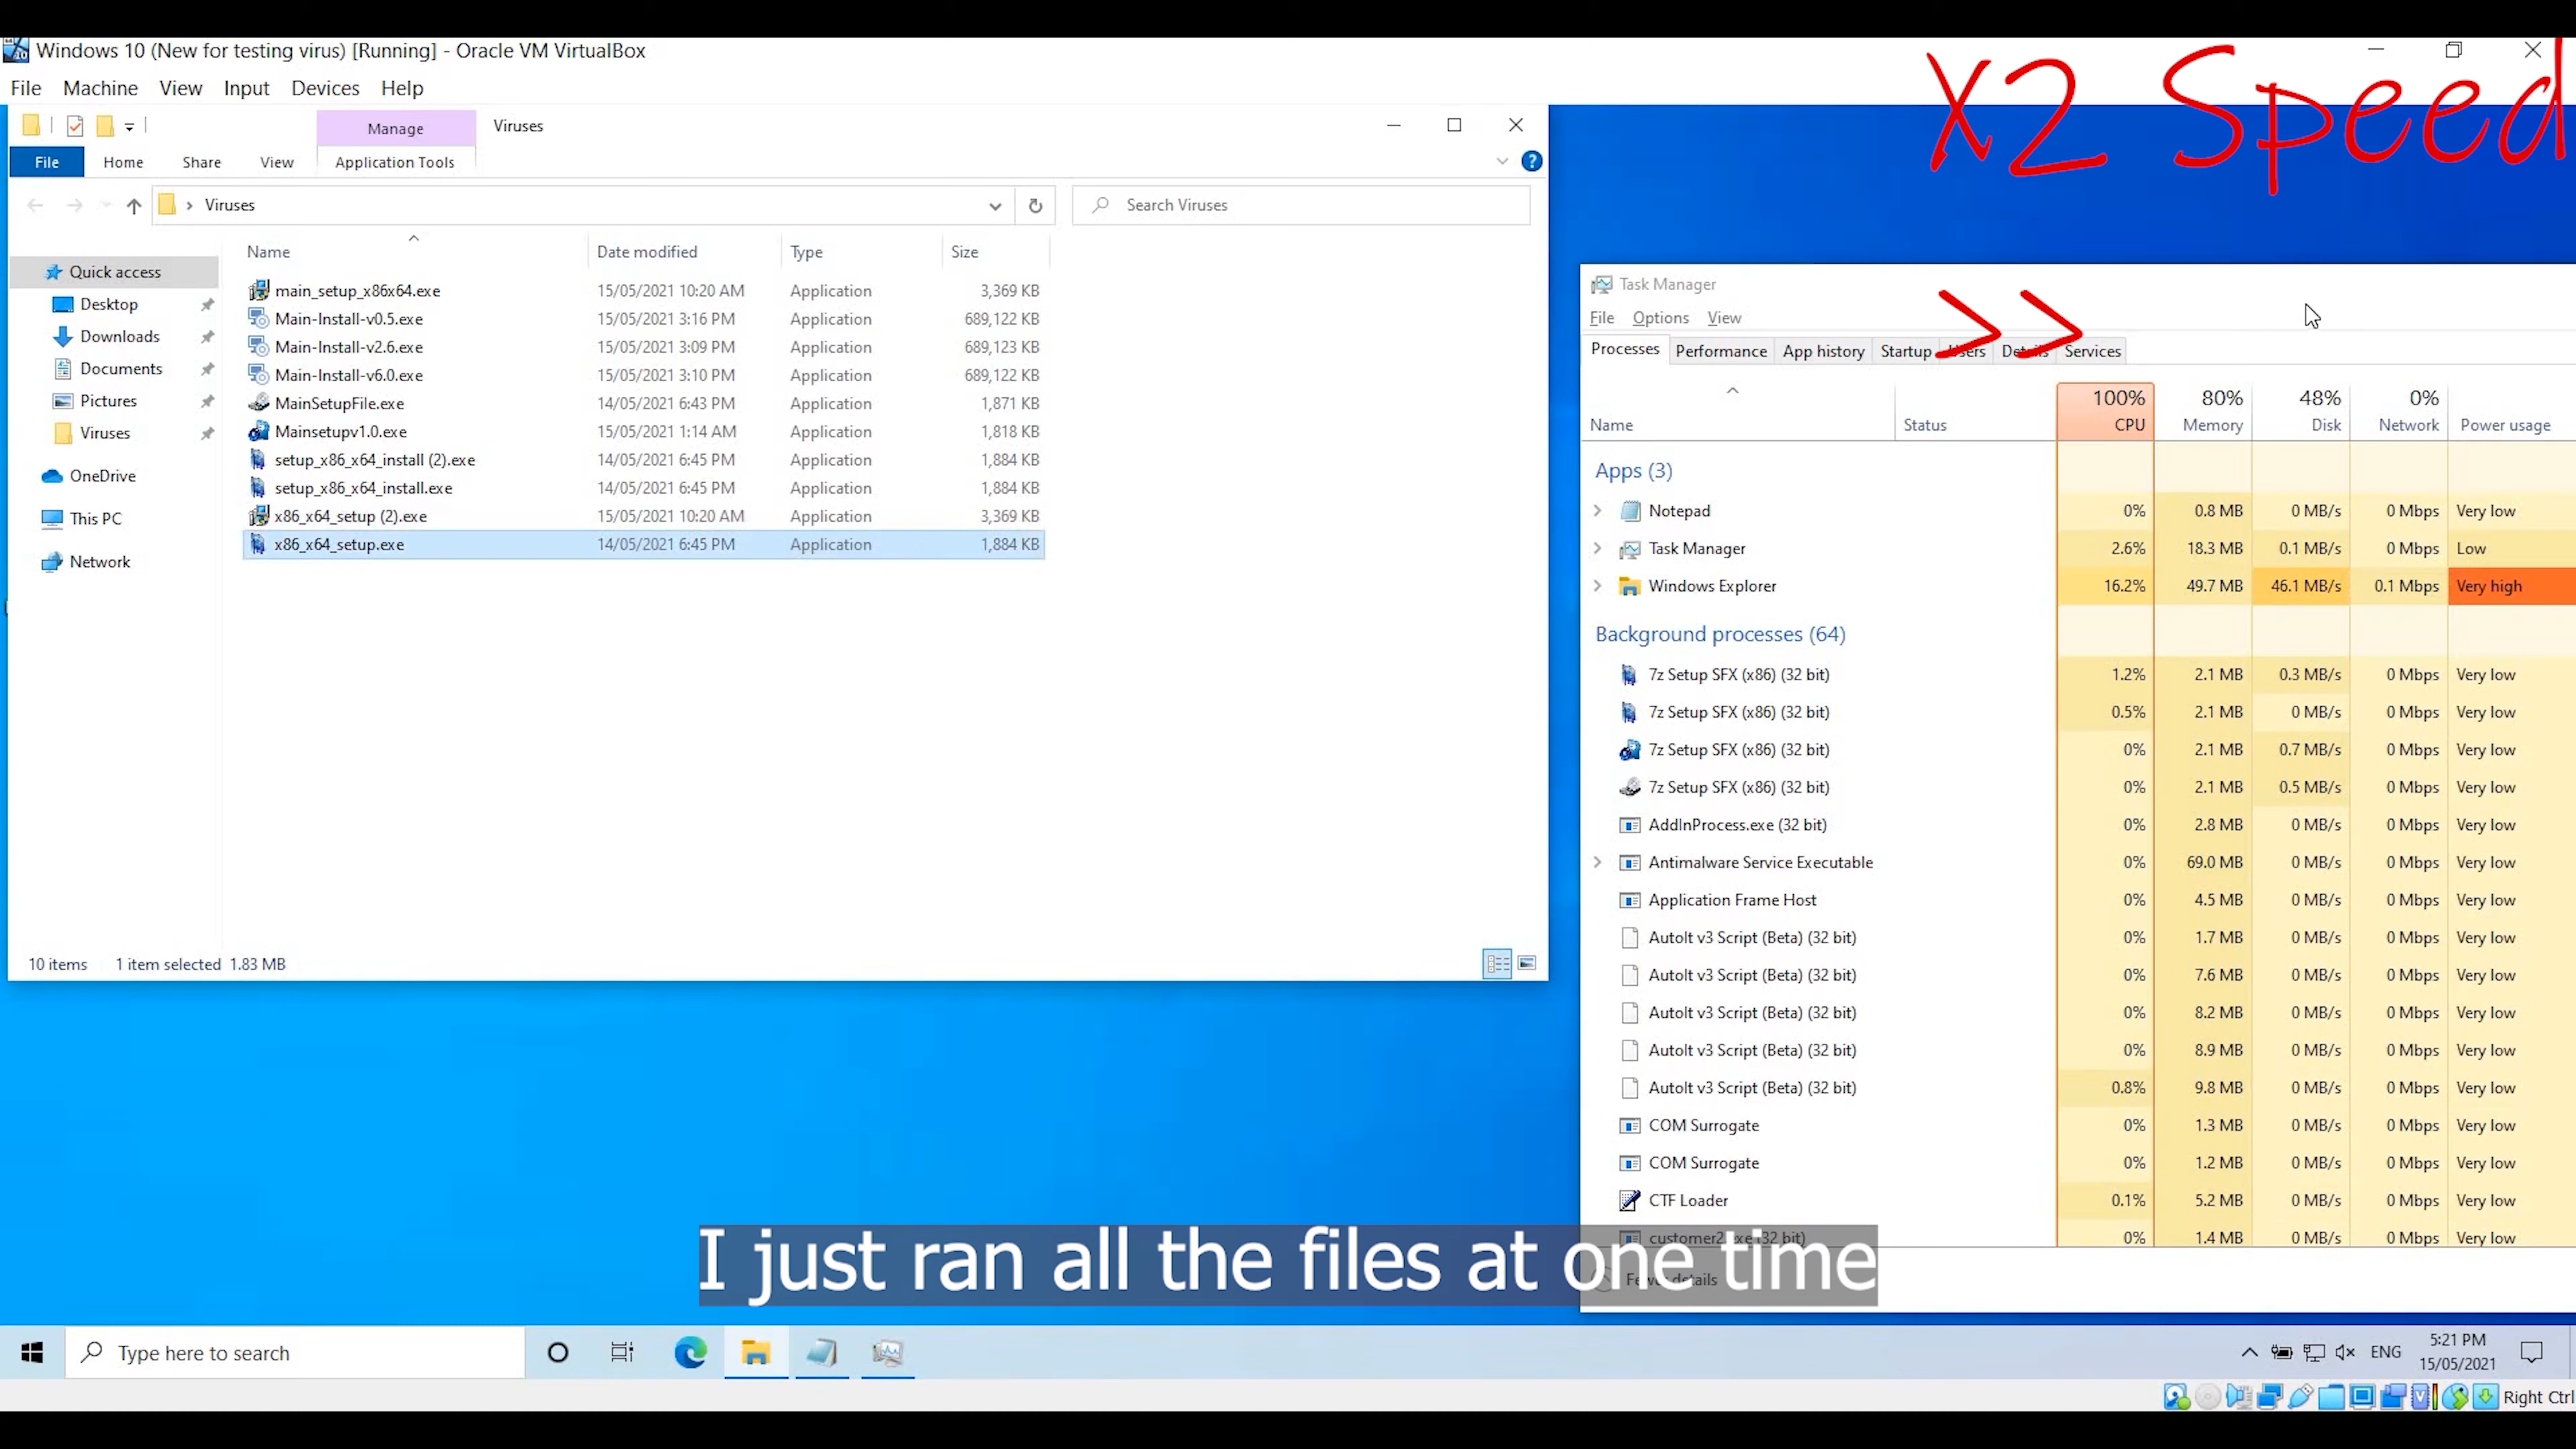 Windows 10 (New for testing virus) [Running] - Oracle VM VirtualBox
X2 Speed
File Machine View Input Devices Help
Manage Viruses
File Home Share View Application Tools
Viruses
Search Viruses
Name Date modified Type Size
Quick access
Desktop
Downloads
Documents
Pictures
Viruses
OneDrive
This PC
Network
main_setup_x86x64.exe 15/05/2021 10:20 AM Application 3,369 KB
Main-Install-v0.5.exe 15/05/2021 3:16 PM Application 689,122 KB
Main-Install-v2.6.exe 15/05/2021 3:09 PM Application 689,123 KB
Main-Install-v6.0.exe 15/05/2021 3:10 PM Application 689,122 KB
MainSetupFile.exe 14/05/2021 6:43 PM Application 1,871 KB
Mainsetupv1.0.exe 15/05/2021 1:14 AM Application 1,818 KB
setup_x86_x64_install (2).exe 14/05/2021 6:45 PM Application 1,884 KB
setup_x86_x64_install.exe 14/05/2021 6:45 PM Application 1,884 KB
x86_x64_setup (2).exe 15/05/2021 10:20 AM Application 3,369 KB
x86_x64_setup.exe 14/05/2021 6:45 PM Application 1,884 KB
10 items 1 item selected 1.83 MB
Task Manager
File Options View
>>
Processes Performance App history Startup Users Details Services
100% 80% 48% 0%
Name Status CPU Memory Disk Network Power usage
Apps (3)
Notepad 0% 0.8 MB 0 MB/s 0 Mbps Very low
Task Manager 2.6% 18.3 MB 0.1 MB/s 0 Mbps Low
Windows Explorer 16.2% 49.7 MB 46.1 MB/s 0.1 Mbps Very high
Background processes (64)
7z Setup SFX (x86) (32 bit) 1.2% 2.1 MB 0.3 MB/s 0 Mbps Very low
7z Setup SFX (x86) (32 bit) 0.5% 2.1 MB 0 MB/s 0 Mbps Very low
7z Setup SFX (x86) (32 bit) 0% 2.1 MB 0.7 MB/s 0 Mbps Very low
7z Setup SFX (x86) (32 bit) 0% 2.1 MB 0.5 MB/s 0 Mbps Very low
AddInProcess.exe (32 bit) 0% 2.8 MB 0 MB/s 0 Mbps Very low
Antimalware Service Executable 0% 69.0 MB 0 MB/s 0 Mbps Very low
Application Frame Host 0% 4.5 MB 0 MB/s 0 Mbps Very low
AutoIt v3 Script (Beta) (32 bit) 0% 1.7 MB 0 MB/s 0 Mbps Very low
AutoIt v3 Script (Beta) (32 bit) 0% 7.6 MB 0 MB/s 0 Mbps Very low
AutoIt v3 Script (Beta) (32 bit) 0% 8.2 MB 0 MB/s 0 Mbps Very low
AutoIt v3 Script (Beta) (32 bit) 0% 8.9 MB 0 MB/s 0 Mbps Very low
AutoIt v3 Script (Beta) (32 bit) 0.8% 9.8 MB 0 MB/s 0 Mbps Very low
COM Surrogate 0% 1.3 MB 0 MB/s 0 Mbps Very low
COM Surrogate 0% 1.2 MB 0 MB/s 0 Mbps Very low
CTF Loader 0.1% 5.2 MB 0 MB/s 0 Mbps Very low
customer2.exe (32 bit) 0% 1.4 MB 0 MB/s 0 Mbps Very low
Fewer details
I just ran all the files at one time
Type here to search
ENG
5:21 PM
15/05/2021
Right Ctrl